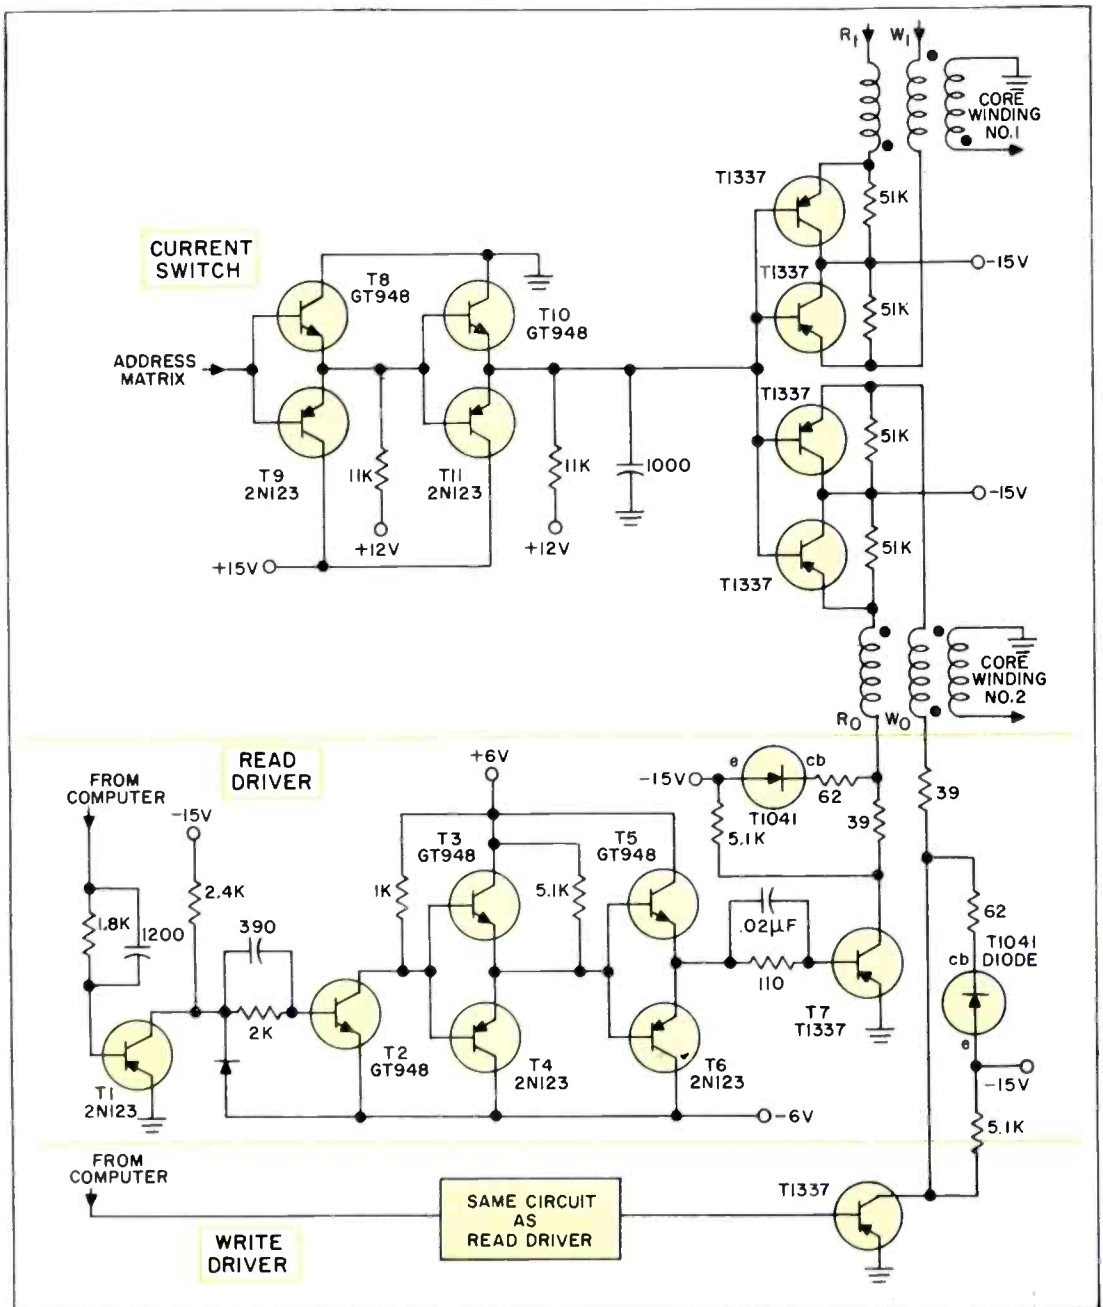 R₁ W₁
CORE
WINDING
NO.1
T1337
51K
CURRENT
SWITCH
T8
GT948
T10
GT948
-15V
T1337
51K
ADDRESS
MATRIX
T1337
T9
2N123
11K
T11
2N123
11K
1000
51K
-15V
+12V
+12V
+15V
51K
T1337
CORE
WINDING
NO.2
R₀ W₀
READ
DRIVER
+6V
FROM
COMPUTER
-15V
e
cb
62
T1041
39
39
-15V
5.1K
T3
GT948
T5
GT948
2.4K
1K
5.1K
1.8K
1200
390
.02µF
62
T1041
DIODE
cb
2K
110
T7
T1337
e
T1
2N123
T2
GT948
T4
2N123
T6
2N123
-15V
-6V
5.1K
FROM
COMPUTER
T1337
SAME CIRCUIT
AS
READ DRIVER
WRITE
DRIVER